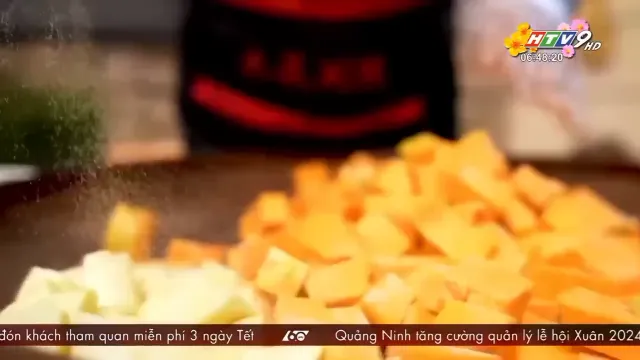 HTV9 HD
06:48:20
đón khách tham quan miễn phí 3 ngày Tết 60 Quảng Ninh tăng cường quản lý lễ hội Xuân 2024